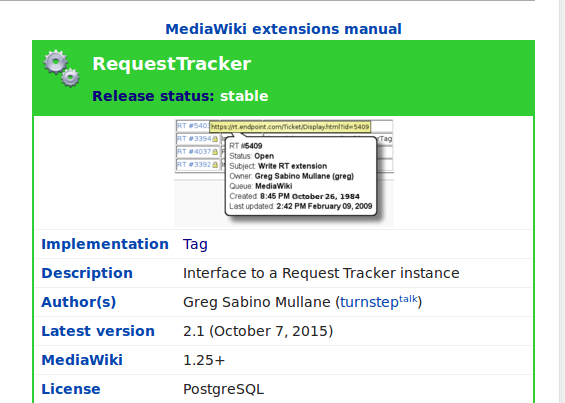 MediaWiki extensions manual
RequestTracker
Release status: stable
RT #540
https://rt.endpoint.com/Ticket/Display.html?id=5409
RT #3394
erTag
RT #4037
RT #3392
RT #5409
Status: Open
Subject: Write RT extension
Owner: Greg Sabino Mullane (greg)
Queue: MediaWiki
Created: 8:45 PM October 26, 1984
Last updated: 2:42 PM February 09, 2009
Implementation Tag
Description Interface to a Request Tracker instance
Author(s) Greg Sabino Mullane (turnsteptalk)
Latest version 2.1 (October 7, 2015)
MediaWiki 1.25+
License PostgreSQL